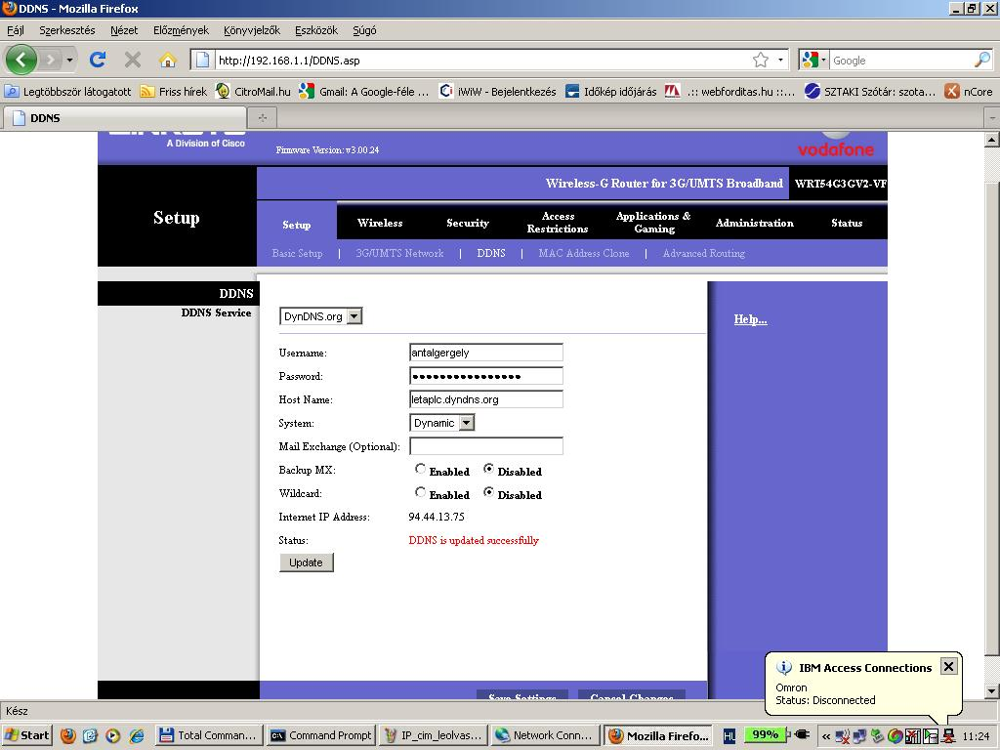 DDNS - Mozilla Firefox
Fájl Szerkesztés Nézet Előzmények Könyvjelzők Eszközök Súgó
http://192.168.1.1/DDNS.asp Google
Legtöbbször látogatott Friss hírek CitroMail.hu Gmail: A Google-féle ... iWiW - Bejelentkezés Időkép időjárás .:: webforditas.hu ::... SZTAKI Szótár: szota... nCore
DDNS
A Division of Cisco
Firmware Version: v3.00.24
vodafone
Wireless-G Router for 3G/UMTS Broadband WRT54G3GV2-VF
Setup
Setup Wireless Security Access Restrictions Applications & Gaming Administration Status
Basic Setup | 3G/UMTS Network | DDNS | MAC Address Clone | Advanced Routing
DDNS
DDNS Service
DynDNS.org
Help...
Username: antalgergely
Password: ••••••••••••••••
Host Name: letaplc.dyndns.org
System: Dynamic
Mail Exchange (Optional):
Backup MX: Enabled Disabled
Wildcard: Enabled Disabled
Internet IP Address: 94.44.13.75
Status: DDNS is updated successfully
Update
Save Settings Cancel Changes
IBM Access Connections
Omron
Status: Disconnected
Kész
Start Total Comman... Command Prompt IP_cim_leolvas... Network Conn... Mozilla Firefo... HU 99% « 11:24